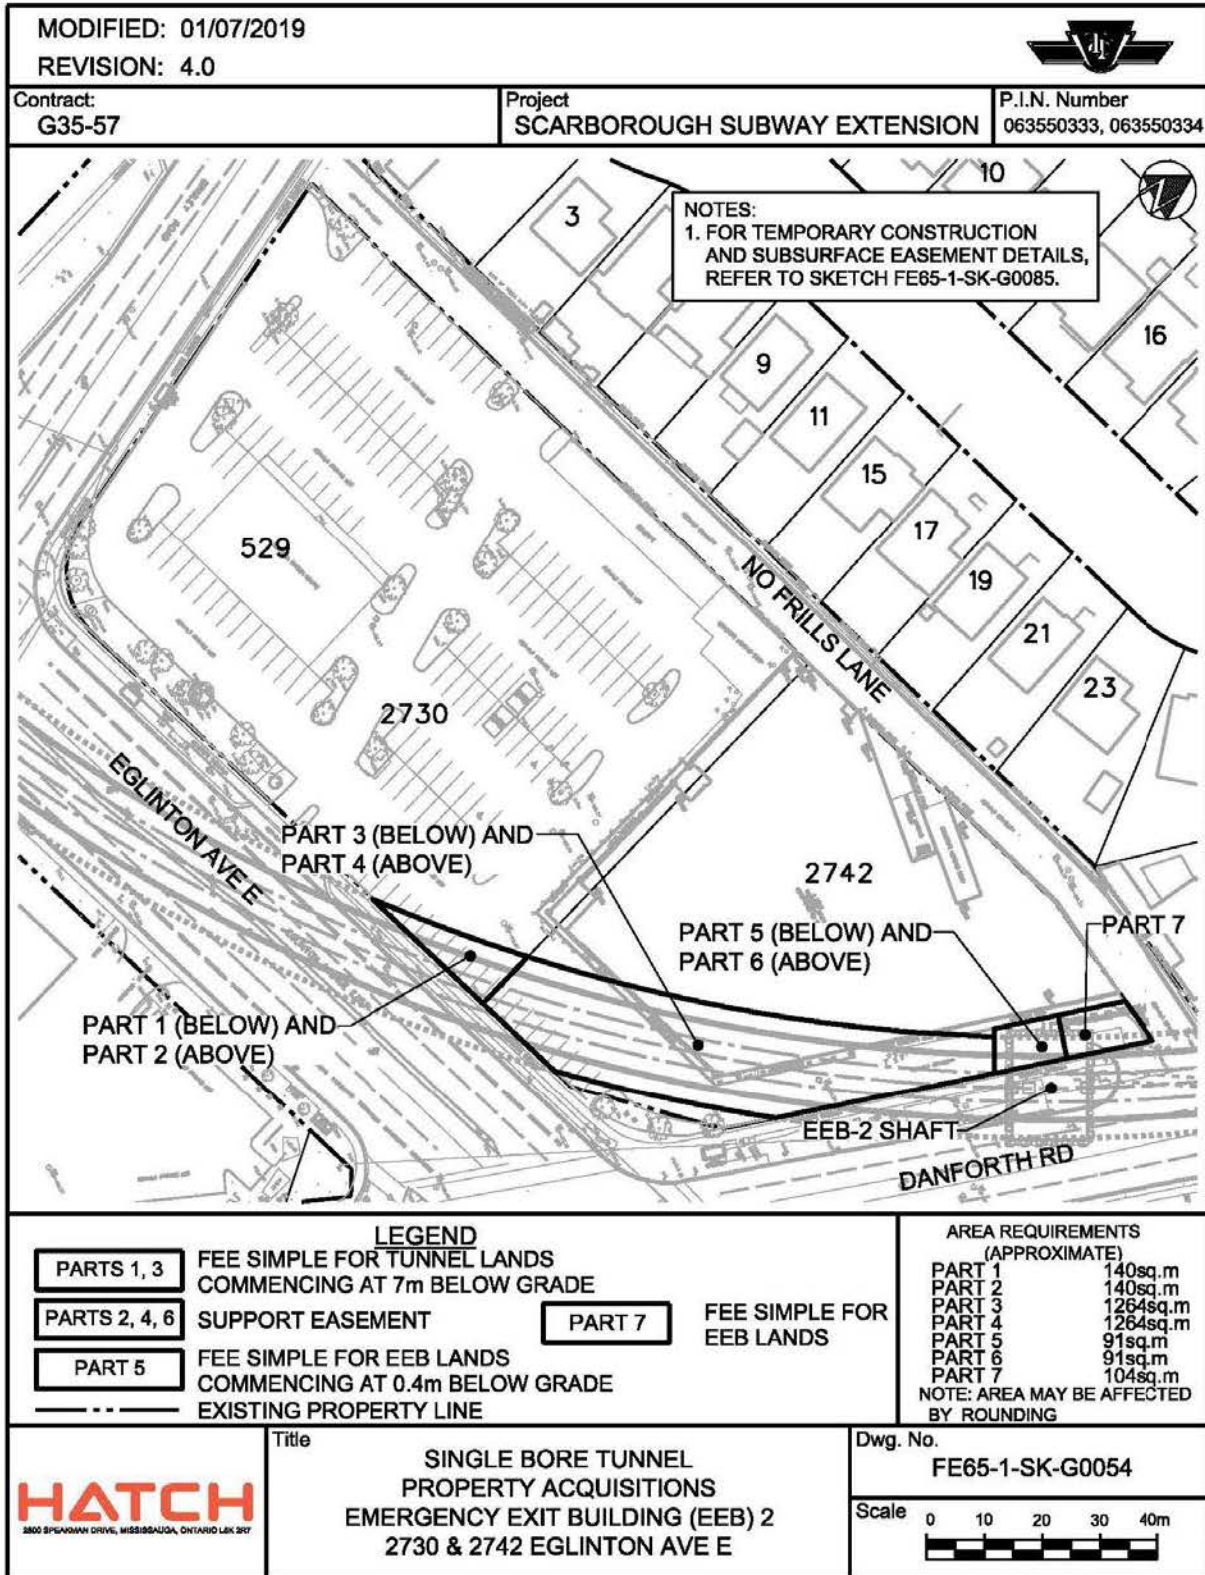 MODIFIED: 01/07/2019
REVISION: 4.0
Contract:
G35-57
Project
SCARBOROUGH SUBWAY EXTENSION
P.I.N. Number
063550333, 063550334
10
NOTES:
1. FOR TEMPORARY CONSTRUCTION
AND SUBSURFACE EASEMENT DETAILS,
REFER TO SKETCH FE65-1-SK-G0085.
3
16
9
11
15
17
19
21
23
529
NO FRILLS LANE
2730
EGLINTON AVE E
PART 3 (BELOW) AND
PART 4 (ABOVE)
2742
PART 5 (BELOW) AND
PART 6 (ABOVE)
PART 7
PART 1 (BELOW) AND
PART 2 (ABOVE)
EEB-2 SHAFT
DANFORTH RD
LEGEND
PARTS 1, 3
FEE SIMPLE FOR TUNNEL LANDS
COMMENCING AT 7m BELOW GRADE
PARTS 2, 4, 6
SUPPORT EASEMENT
PART 7
FEE SIMPLE FOR
EEB LANDS
PART 5
FEE SIMPLE FOR EEB LANDS
COMMENCING AT 0.4m BELOW GRADE
EXISTING PROPERTY LINE
AREA REQUIREMENTS
(APPROXIMATE)
PART 1 140sq.m
PART 2 140sq.m
PART 3 1264sq.m
PART 4 1264sq.m
PART 5 91sq.m
PART 6 91sq.m
PART 7 104sq.m
NOTE: AREA MAY BE AFFECTED
BY ROUNDING
HATCH
2800 SPEAKMAN DRIVE, MISSISSAUGA, ONTARIO L5K 2R7
Title
SINGLE BORE TUNNEL
PROPERTY ACQUISITIONS
EMERGENCY EXIT BUILDING (EEB) 2
2730 & 2742 EGLINTON AVE E
Dwg. No.
FE65-1-SK-G0054
Scale
0 10 20 30 40m